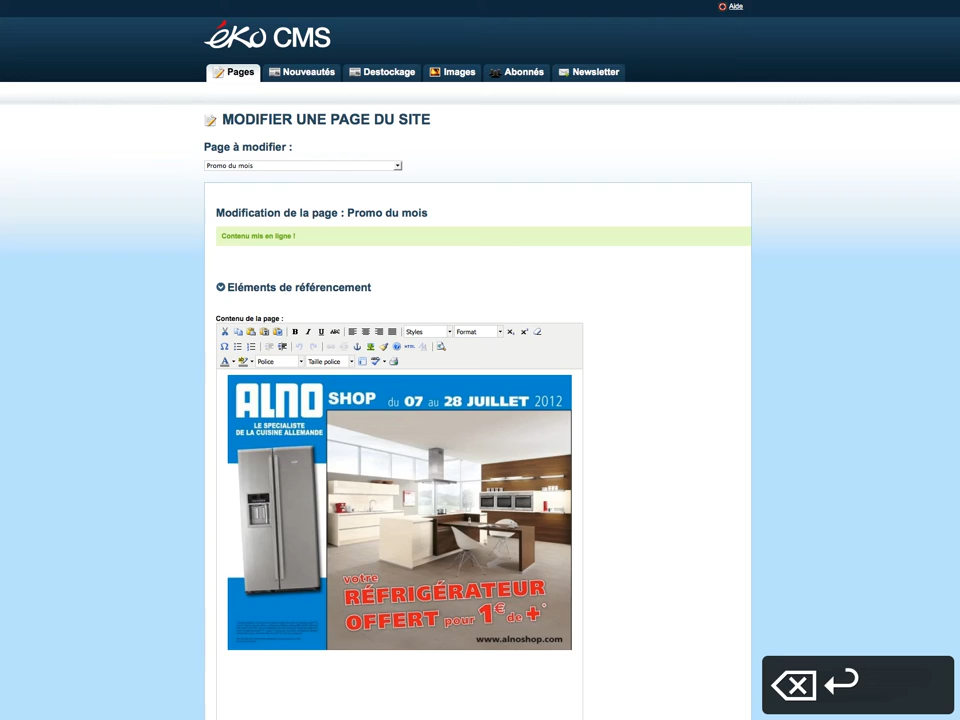 Aide
éko CMS
Pages Nouveautés Destockage Images Abonnés Newsletter
MODIFIER UNE PAGE DU SITE
Page à modifier :
Promo du mois
Modification de la page : Promo du mois
Contenu mis en ligne !
Eléments de référencement
Contenu de la page :
B I U ABC Styles Format
HTML
A ab Police Taille police
ALNO SHOP du 07 au 28 JUILLET 2012
LE SPECIALISTE
DE LA CUISINE ALLEMANDE
votre
RÉFRIGÉRATEUR
OFFERT pour 1€ de +*
www.alnoshop.com